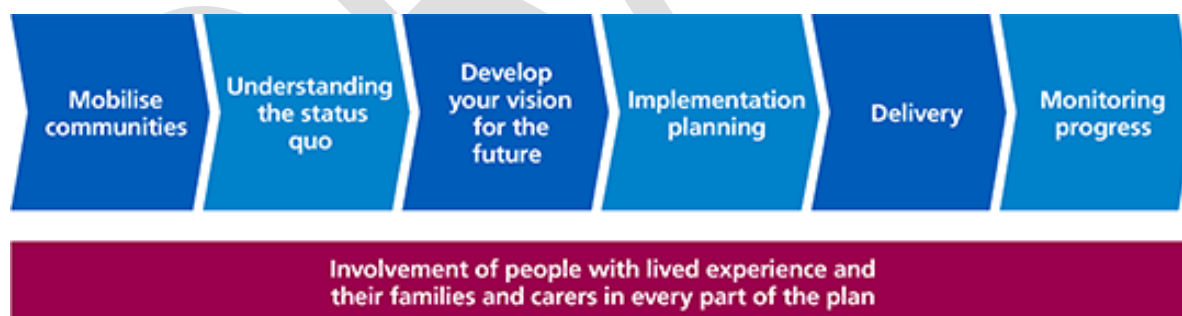 Mobilise
communities
Understanding
the status
quo
Develop
your vision
for the
future
Implementation
planning
Delivery
Monitoring
progress
Involvement of people with lived experience and
their families and carers in every part of the plan